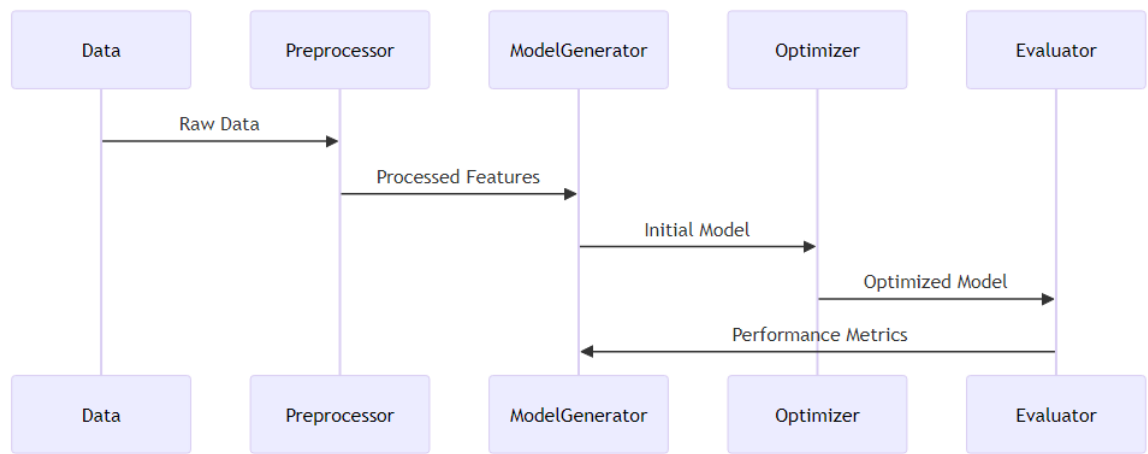 Data
Preprocessor
ModelGenerator
Optimizer
Evaluator
Raw Data
Processed Features
Initial Model
Optimized Model
Performance Metrics
Data
Preprocessor
ModelGenerator
Optimizer
Evaluator